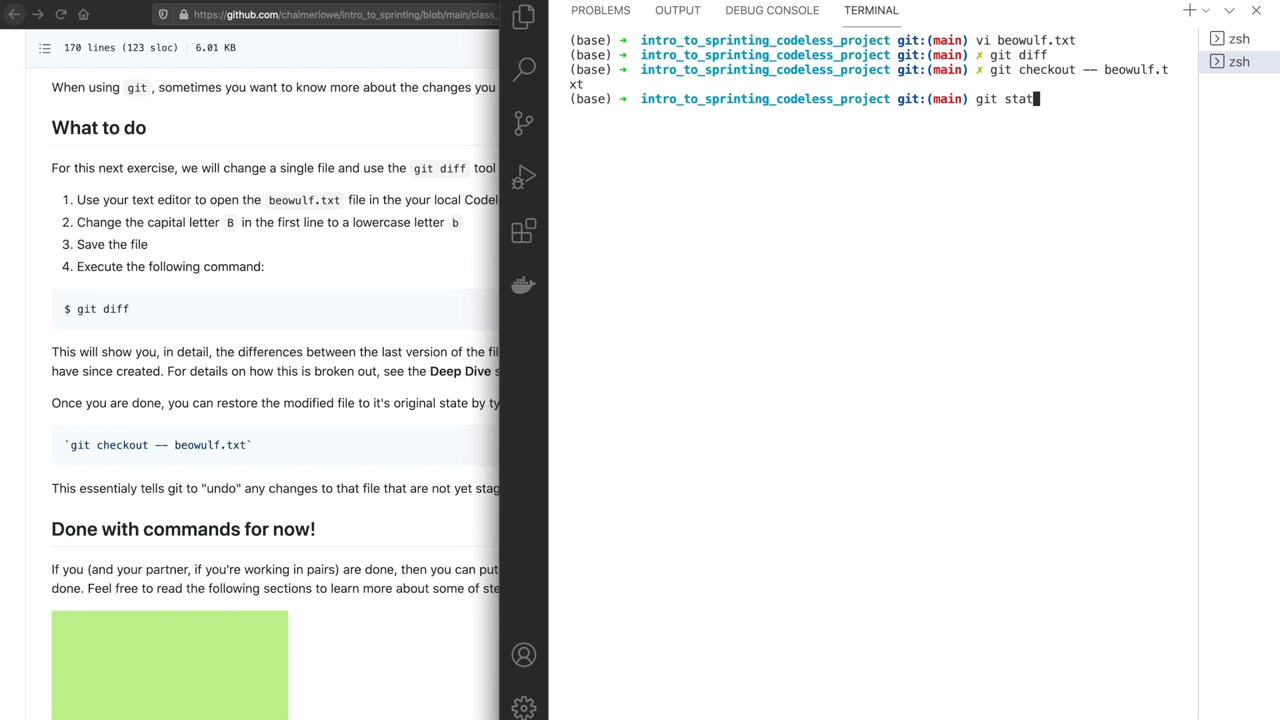 https://github.com/chalmerlowe/intro_to_sprinting/blob/main/class_
170 lines (123 sloc)
6.01 KB
When using git, sometimes you want to know more about the changes you
What to do
For this next exercise, we will change a single file and use the git diff tool
1. Use your text editor to open the beowulf.txt file in the your local Codel
2. Change the capital letter B in the first line to a lowercase letter b
3. Save the file
4. Execute the following command:
$ git diff
This will show you, in detail, the differences between the last version of the fil
have since created. For details on how this is broken out, see the Deep Dive s
Once you are done, you can restore the modified file to it's original state by ty
`git checkout -- beowulf.txt`
This essentialy tells git to "undo" any changes to that file that are not yet stag
Done with commands for now!
If you (and your partner, if you're working in pairs) are done, then you can put
done. Feel free to read the following sections to learn more about some of ste
PROBLEMS OUTPUT DEBUG CONSOLE TERMINAL
(base) ➜ intro_to_sprinting_codeless_project git:(main) vi beowulf.txt
(base) ➜ intro_to_sprinting_codeless_project git:(main) ✗ git diff
(base) ➜ intro_to_sprinting_codeless_project git:(main) ✗ git checkout -- beowulf.t
xt
(base) ➜ intro_to_sprinting_codeless_project git:(main) git stat
zsh
zsh